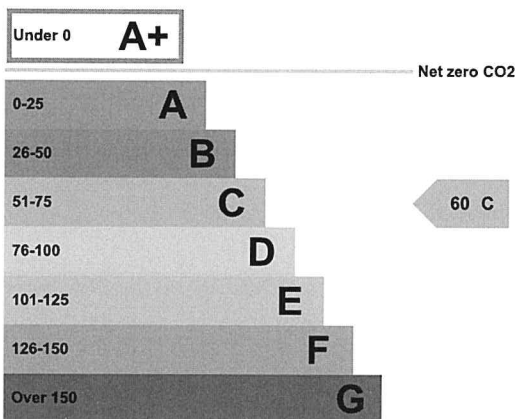 Under 0 A+
Net zero CO2
0-25 A
26-50 B
51-75 C
60 C
76-100 D
101-125 E
126-150 F
Over 150 G